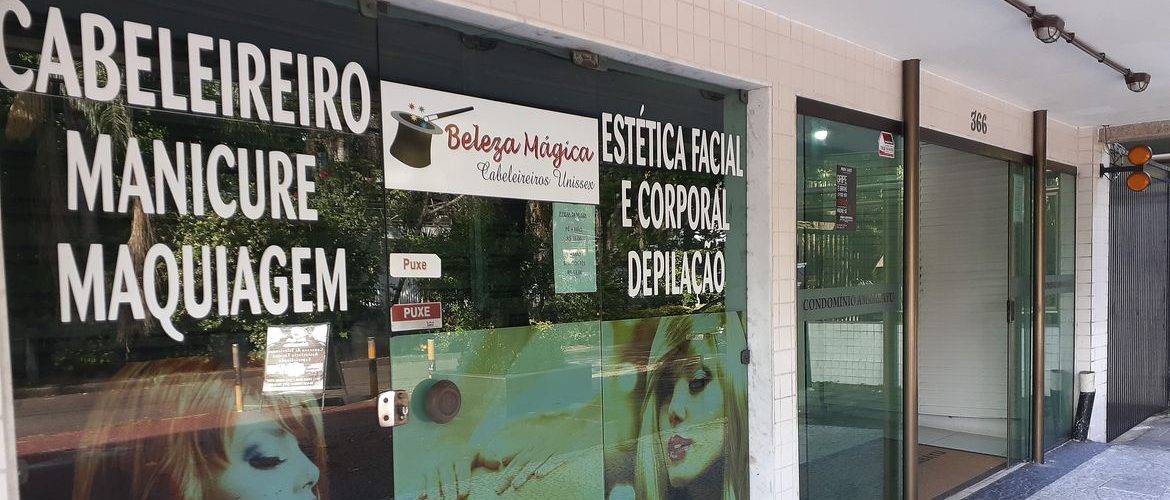 CABELEIREIRO
MANICURE
MAQUIAGEM
Beleza Mágica
Cabeleireiros Unissex
Puxe
PUXE
ESTÉTICA FACIAL
E CORPORAL
DEPILAÇÃO
366
CONDOMÍNIO